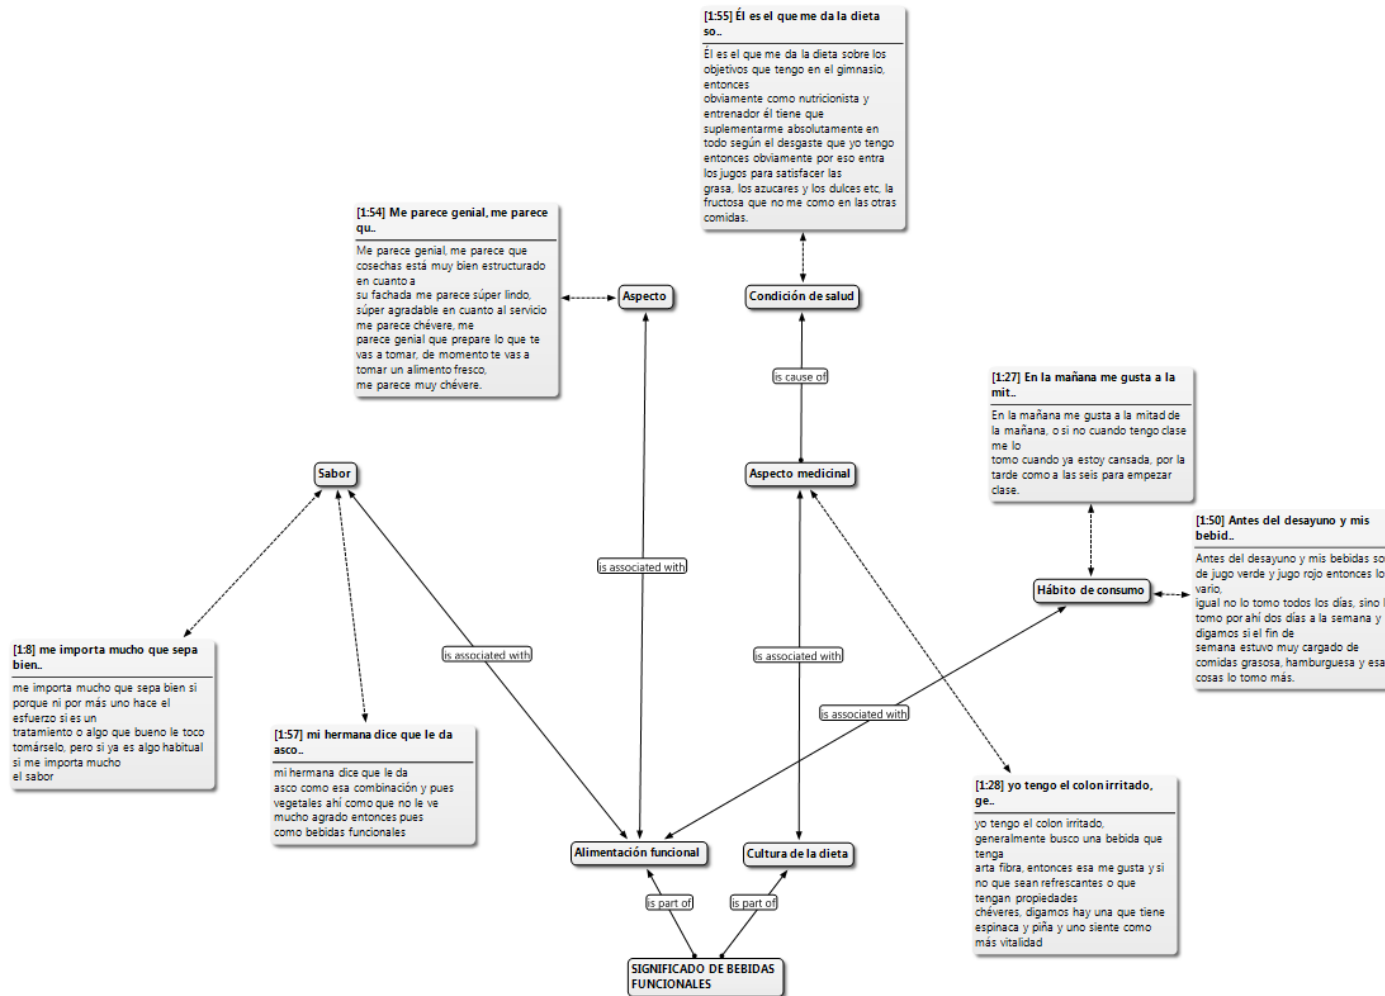 [1:55] Él es el que me da la dieta
so..
Él es el que me da la dieta sobre los
objetivos que tengo en el gimnasio,
entonces
obviamente como nutricionista y
entrenador él tiene que
suplementarme absolutamente en
todo según el desgaste que yo tengo
entonces obviamente por eso entra
los jugos para satisfacer las
grasa, los azucares y los dulces etc, la
fructosa que no me como en las otras
comidas.
[1:54] Me parece genial, me parece
qu..
Me parece genial, me parece que
cosechas está muy bien estructurado
en cuanto a
su fachada me parece súper lindo,
súper agradable en cuanto al servicio
me parece chévere, me
parece genial que prepare lo que te
vas a tomar, de momento te vas a
tomar un alimento fresco,
me parece muy chévere.
Aspecto
Condición de salud
is cause of
[1:27] En la mañana me gusta a la
mit..
En la mañana me gusta a la mitad de
la mañana, o si no cuando tengo clase
me lo
tomo cuando ya estoy cansada, por la
tarde como a las seis para empezar
clase.
Sabor
Aspecto medicinal
[1:50] Antes del desayuno y mis
bebid..
Antes del desayuno y mis bebidas so
de jugo verde y jugo rojo entonces lo
vario,
igual no lo tomo todos los días, sino l
tomo por ahí dos días a la semana y
digamos si el fin de
semana estuvo muy cargado de
comidas grasosa, hamburguesa y esa
cosas lo tomo más.
is associated with
Hábito de consumo
[1:8] me importa mucho que sepa
bien..
me importa mucho que sepa bien si
porque ni por más uno hace el
esfuerzo si es un
tratamiento o algo que bueno le toco
tomárselo, pero si ya es algo habitual
si me importa mucho
el sabor
is associated with
is associated with
is associated with
[1:57] mi hermana dice que le da
asco..
mi hermana dice que le da
asco como esa combinación y pues
vegetales ahí como que no le ve
mucho agrado entonces pues
como bebidas funcionales
[1:28] yo tengo el colon irritado,
ge..
yo tengo el colon irritado,
generalmente busco una bebida que
tenga
arta fibra, entonces esa me gusta y si
no que sean refrescantes o que
tengan propiedades
chéveres, digamos hay una que tiene
espinaca y piña y uno siente como
más vitalidad
Alimentación funcional
Cultura de la dieta
is part of
is part of
SIGNIFICADO DE BEBIDAS
FUNCIONALES